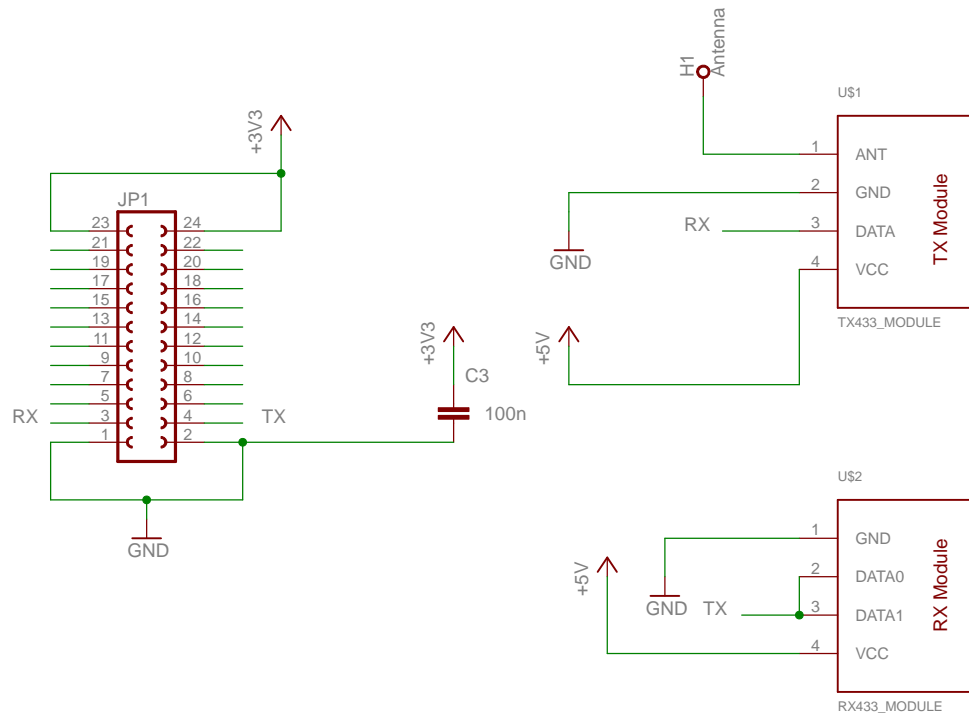 H1
Antenna
U$1
+3V3
1 ANT
2 GND
RX 3 DATA
4 VCC
TX Module
GND
TX433_MODULE
JP1
23 24
21 22
19 20
17 18
15 16
13 14
11 12
9 10
7 8
5 6
RX 3 4 TX
1 2
GND
+3V3
C3
100n
+5V
U$2
1 GND
2 DATA0
TX 3 DATA1
4 VCC
RX Module
+5V
GND
RX433_MODULE